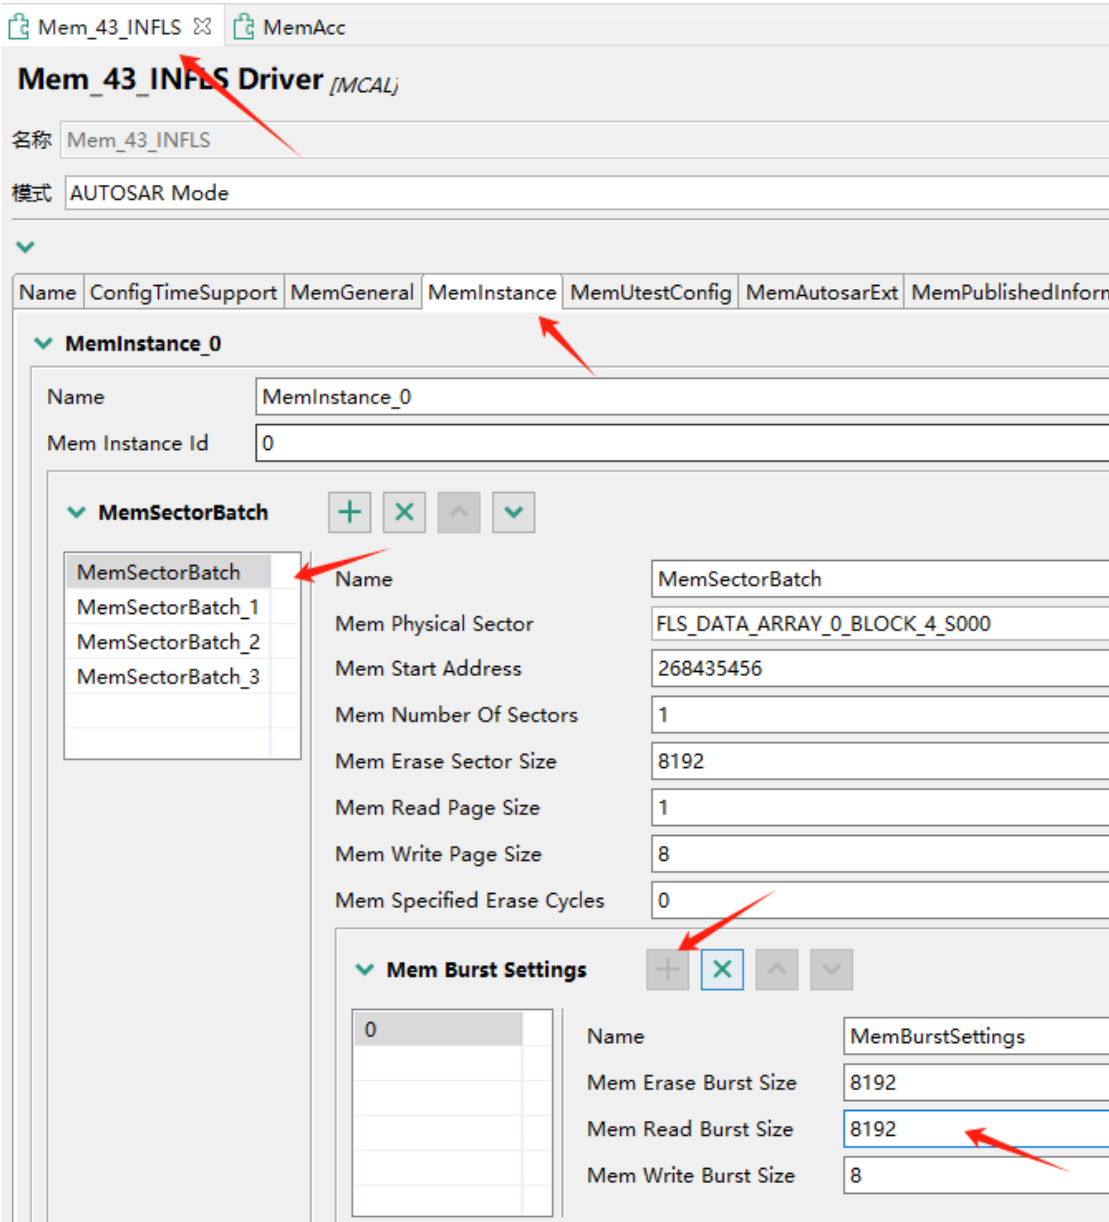 Mem_43_INFLS MemAcc
Mem_43_INFLS Driver [MCAL]
名称 Mem_43_INFLS
模式 AUTOSAR Mode
Name ConfigTimeSupport MemGeneral MemInstance MemUtestConfig MemAutosarExt MemPublishedInforn
MemInstance_0
Name MemInstance_0
Mem Instance Id 0
MemSectorBatch
MemSectorBatch
MemSectorBatch_1
MemSectorBatch_2
MemSectorBatch_3
Name MemSectorBatch
Mem Physical Sector FLS_DATA_ARRAY_0_BLOCK_4_S000
Mem Start Address 268435456
Mem Number Of Sectors 1
Mem Erase Sector Size 8192
Mem Read Page Size 1
Mem Write Page Size 8
Mem Specified Erase Cycles 0
Mem Burst Settings
0
Name MemBurstSettings
Mem Erase Burst Size 8192
Mem Read Burst Size 8192
Mem Write Burst Size 8